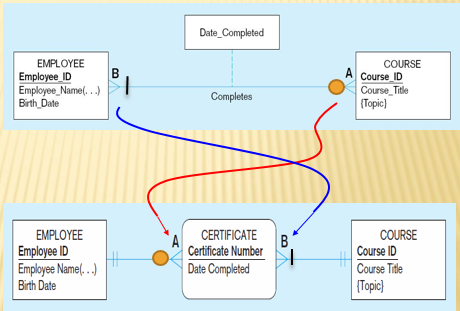 Date_Completed
EMPLOYEE
Employee_ID
Employee_Name(. . .)
Birth_Date
B
Completes
A
COURSE
Course_ID
Course_Title
{Topic}
EMPLOYEE
Employee ID
Employee Name(. . .)
Birth Date
A
CERTIFICATE
Certificate Number
Date Completed
B
COURSE
Course ID
Course Title
{Topic}